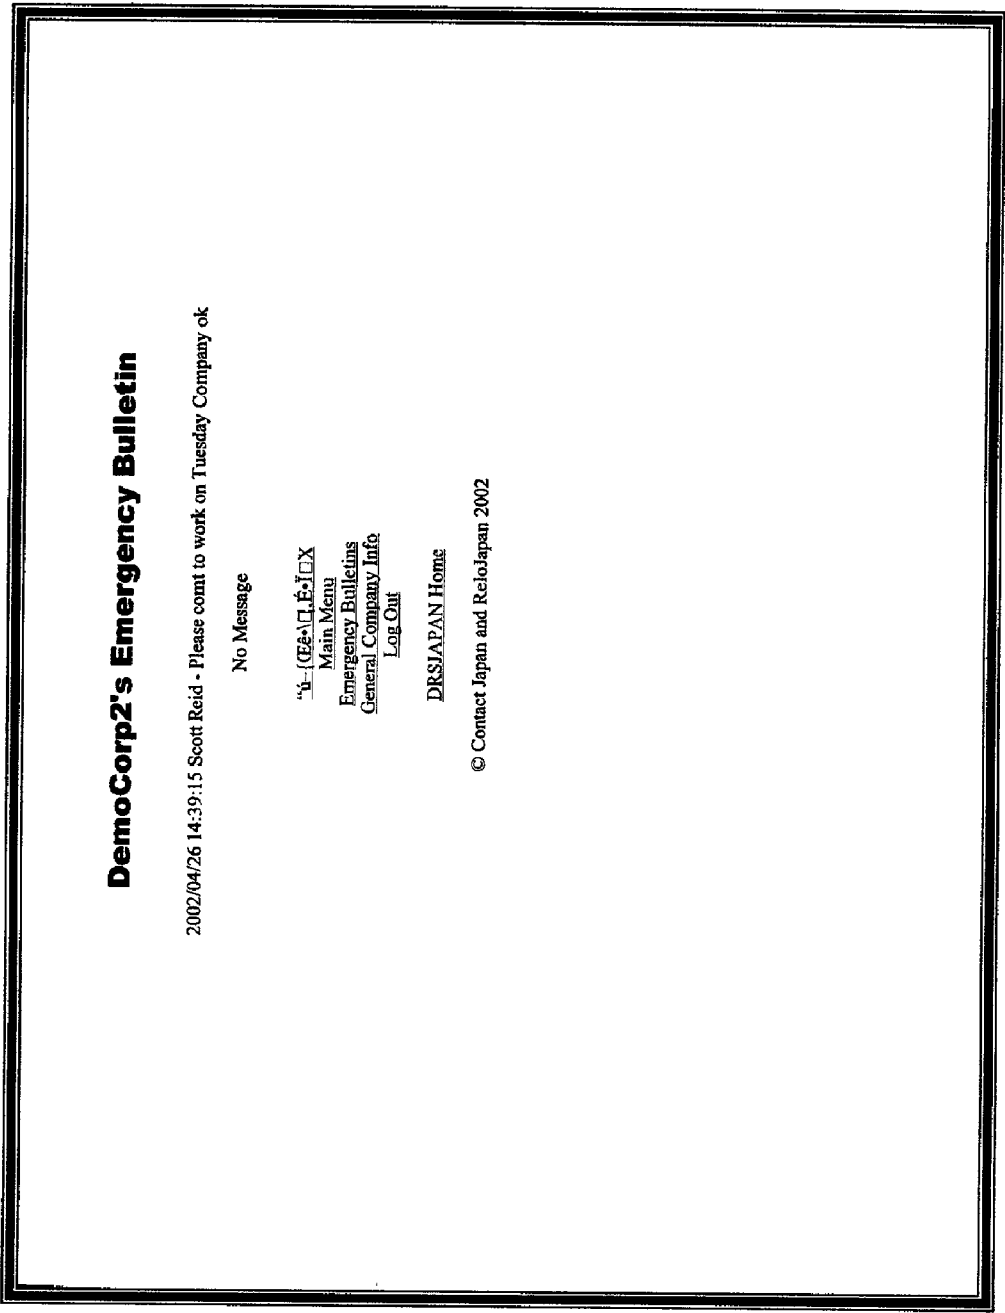 DemoCorp2's Emergency Bulletin
2002/04/26 14:39:15 Scott Reid - Please comt to work on Tuesday Company ok
No Message
Main Menu
Emergency Bulletins
General Company Info
Log Out
DRSJAPAN Home
© Contact Japan and ReloJapan 2002